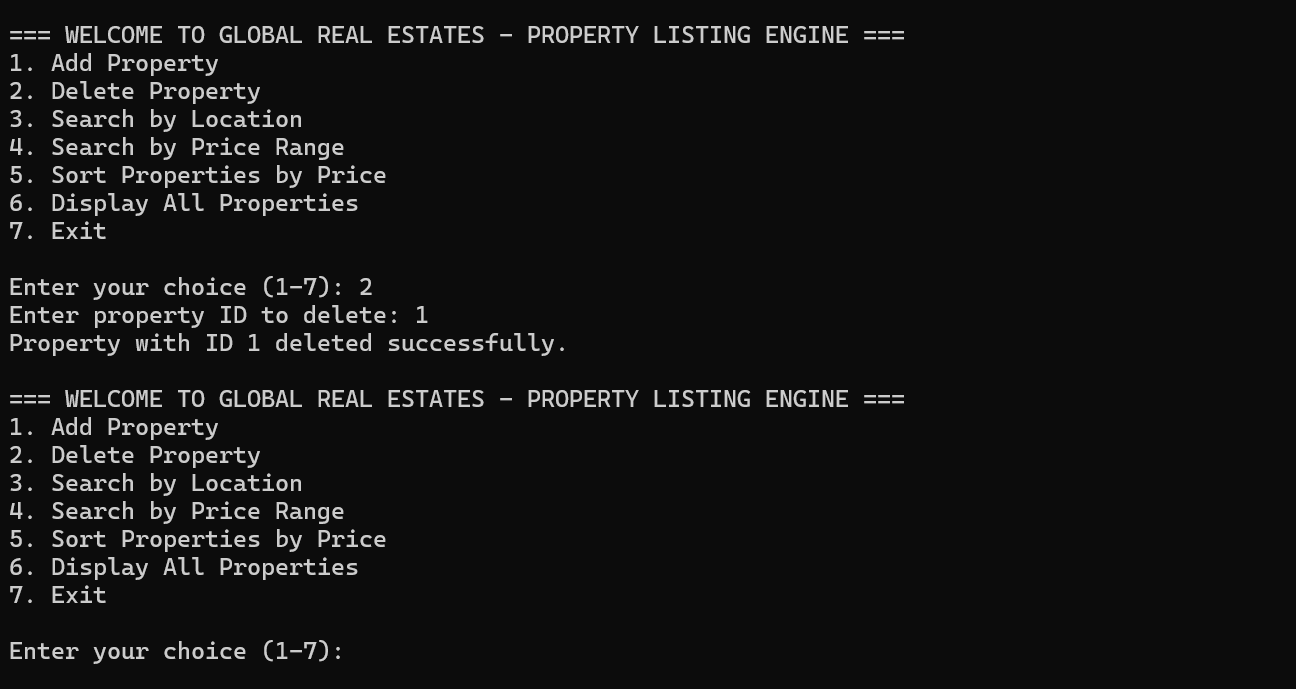 === WELCOME TO GLOBAL REAL ESTATES - PROPERTY LISTING ENGINE ===
1. Add Property
2. Delete Property
3. Search by Location
4. Search by Price Range
5. Sort Properties by Price
6. Display All Properties
7. Exit
Enter your choice (1-7): 2
Enter property ID to delete: 1
Property with ID 1 deleted successfully.
=== WELCOME TO GLOBAL REAL ESTATES - PROPERTY LISTING ENGINE ===
1. Add Property
2. Delete Property
3. Search by Location
4. Search by Price Range
5. Sort Properties by Price
6. Display All Properties
7. Exit
Enter your choice (1-7):